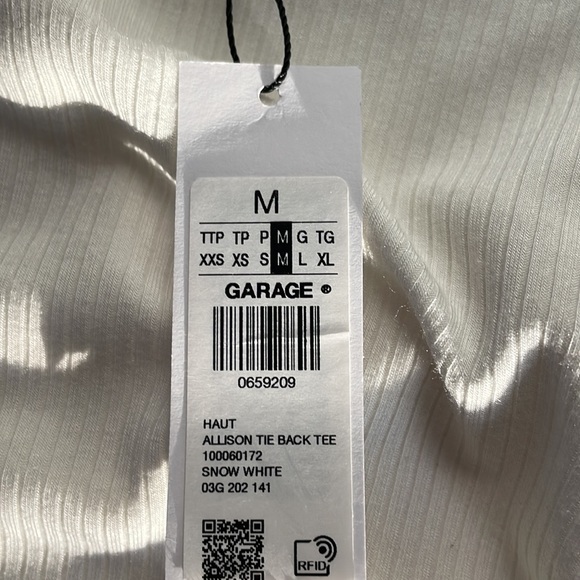 M
TTP TP P M G TG
XXS XS S M L XL
GARAGE ®
0659209
HAUT
ALLISON TIE BACK TEE
100060172
SNOW WHITE
03G 202 141
RFID